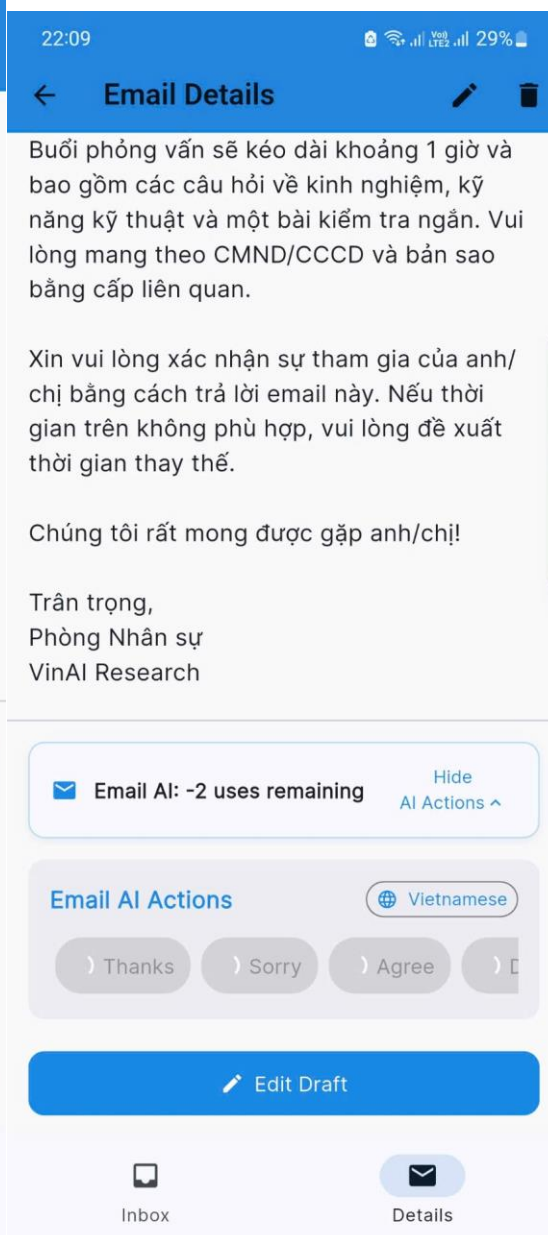 22:09
Vo) LTE2 29%
Email Details
Buổi phỏng vấn sẽ kéo dài khoảng 1 giờ và
bao gồm các câu hỏi về kinh nghiệm, kỹ
năng kỹ thuật và một bài kiểm tra ngắn. Vui
lòng mang theo CMND/CCCD và bản sao
bằng cấp liên quan.
Xin vui lòng xác nhận sự tham gia của anh/
chị bằng cách trả lời email này. Nếu thời
gian trên không phù hợp, vui lòng đề xuất
thời gian thay thế.
Chúng tôi rất mong được gặp anh/chị!
Trân trọng,
Phòng Nhân sự
VinAI Research
Email AI: -2 uses remaining
Hide
AI Actions
Email AI Actions
Vietnamese
Thanks
Sorry
Agree
Edit Draft
Inbox
Details